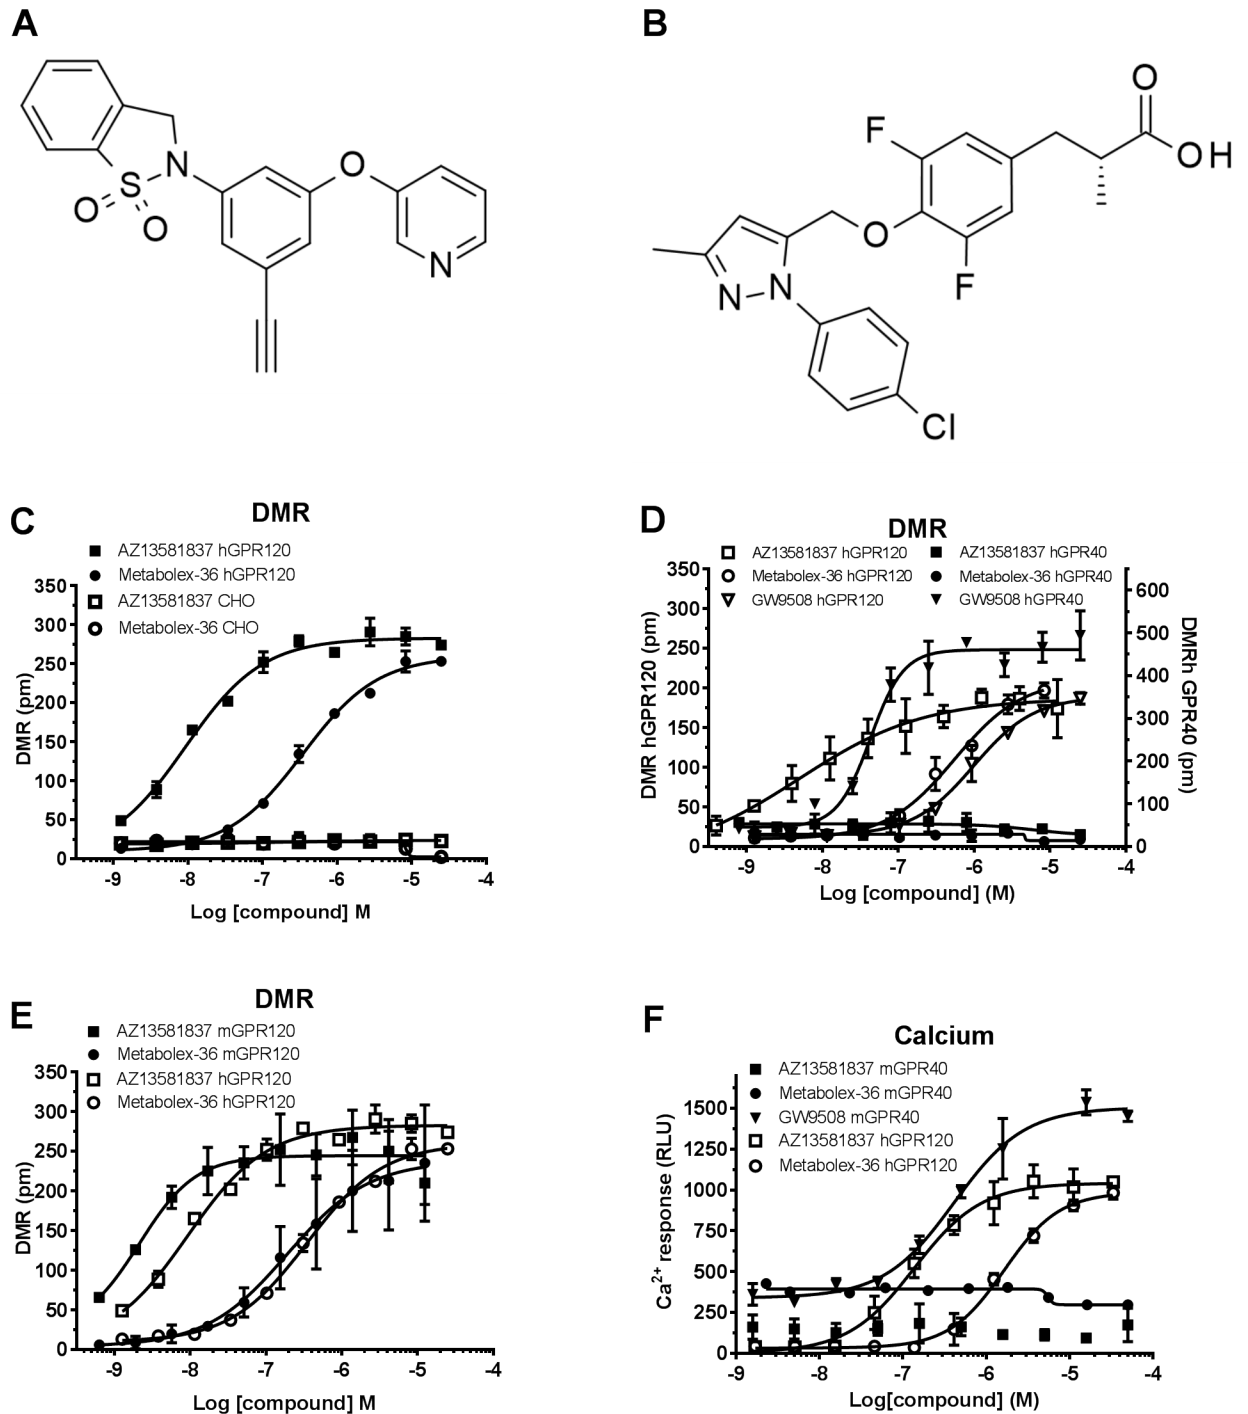 A
O
S
N
O
O
N
B
O
OH
F
F
O
N
N
Cl
C
DMR
AZ13581837 hGPR120
Metabolex-36 hGPR120
AZ13581837 CHO
Metabolex-36 CHO
DMR (pm)
350
300
250
200
150
100
50
0
-9 -8 -7 -6 -5 -4
Log [compound] M
D
DMR
AZ13581837 hGPR120 AZ13581837 hGPR40
Metabolex-36 hGPR120 Metabolex-36 hGPR40
GW9508 hGPR120 GW9508 hGPR40
DMR hGPR120 (pm)
350
300
250
200
150
100
50
0
600
500
400
300
200
100
0
DMRh GPR40 (pm)
-9 -8 -7 -6 -5 -4
Log [compound] (M)
E
DMR
AZ13581837 mGPR120
Metabolex-36 mGPR120
AZ13581837 hGPR120
Metabolex-36 hGPR120
DMR (pm)
350
300
250
200
150
100
50
0
-9 -8 -7 -6 -5 -4
Log [compound] M
F
Calcium
AZ13581837 mGPR40
Metabolex-36 mGPR40
GW9508 mGPR40
AZ13581837 hGPR120
Metabolex-36 hGPR120
Ca2+ response (RLU)
1500
1250
1000
750
500
250
0
-9 -8 -7 -6 -5 -4
Log[compound] (M)